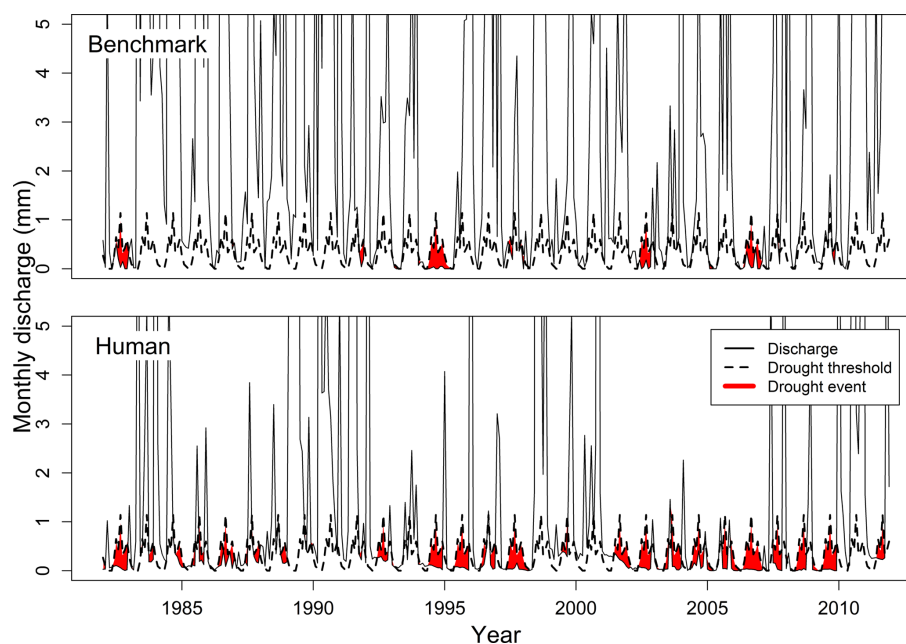 Benchmark
5
4
3
2
1
0
Monthly discharge (mm)
Human
5
4
3
2
1
0
Discharge
Drought threshold
Drought event
1985 1990 1995 2000 2005 2010
Year